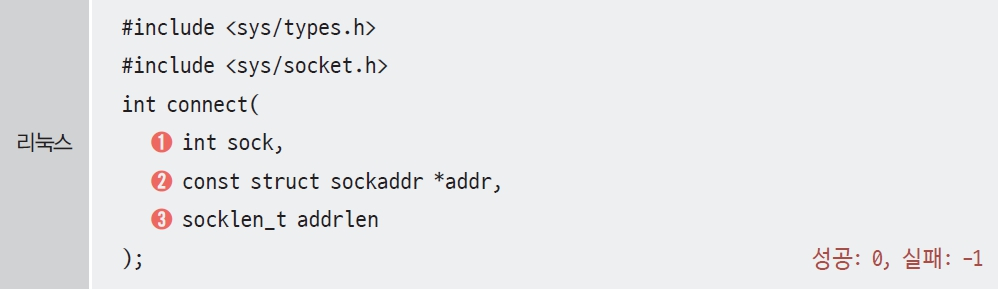 #include <sys/types.h>
#include <sys/socket.h>
int connect(
리눅스
❶ int sock,
❷ const struct sockaddr *addr,
❸ socklen_t addrlen
);
성공: 0, 실패: -1